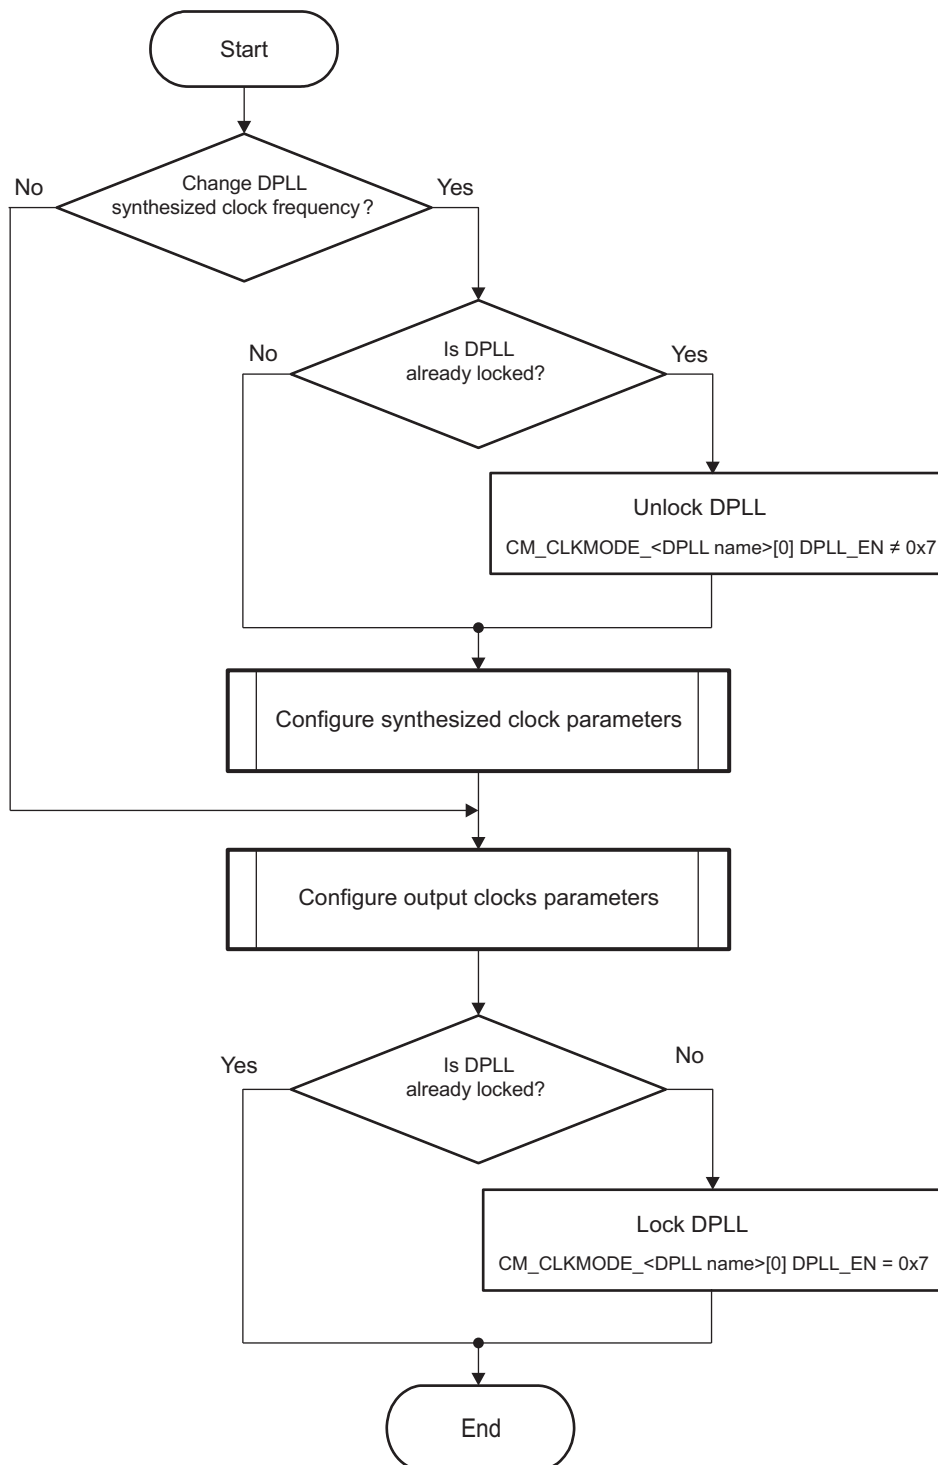 Start
Change DPLL
synthesized clock frequency?
No
Yes
Is DPLL
already locked?
No
Yes
Unlock DPLL
CM_CLKMODE_<DPLL name>[0] DPLL_EN ≠ 0x7
Configure synthesized clock parameters
Configure output clocks parameters
Is DPLL
already locked?
Yes
No
Lock DPLL
CM_CLKMODE_<DPLL name>[0] DPLL_EN = 0x7
End